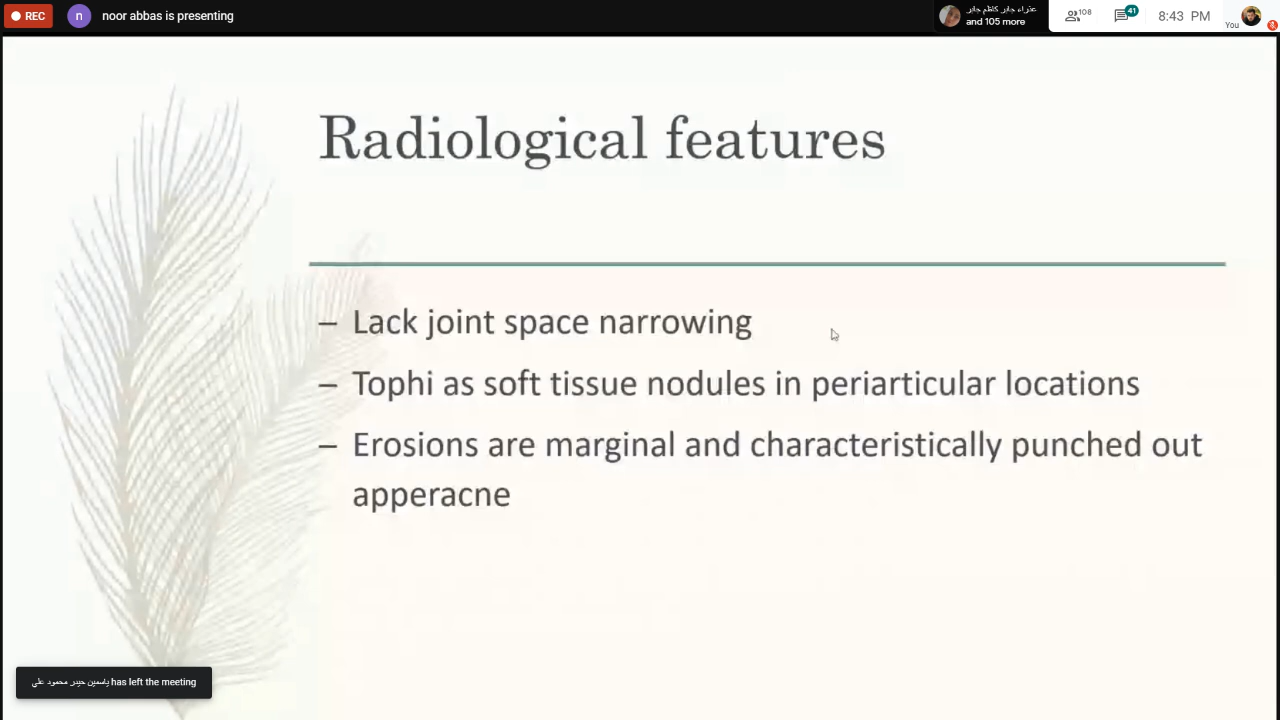 REC
n
noor abbas is presenting
عذراء جابر كاظم جابر
and 105 more
108
41
8:43 PM
You
Radiological features
– Lack joint space narrowing
– Tophi as soft tissue nodules in periarticular locations
– Erosions are marginal and characteristically punched out
apperacne
ياسمين حيدر محمود علي has left the meeting